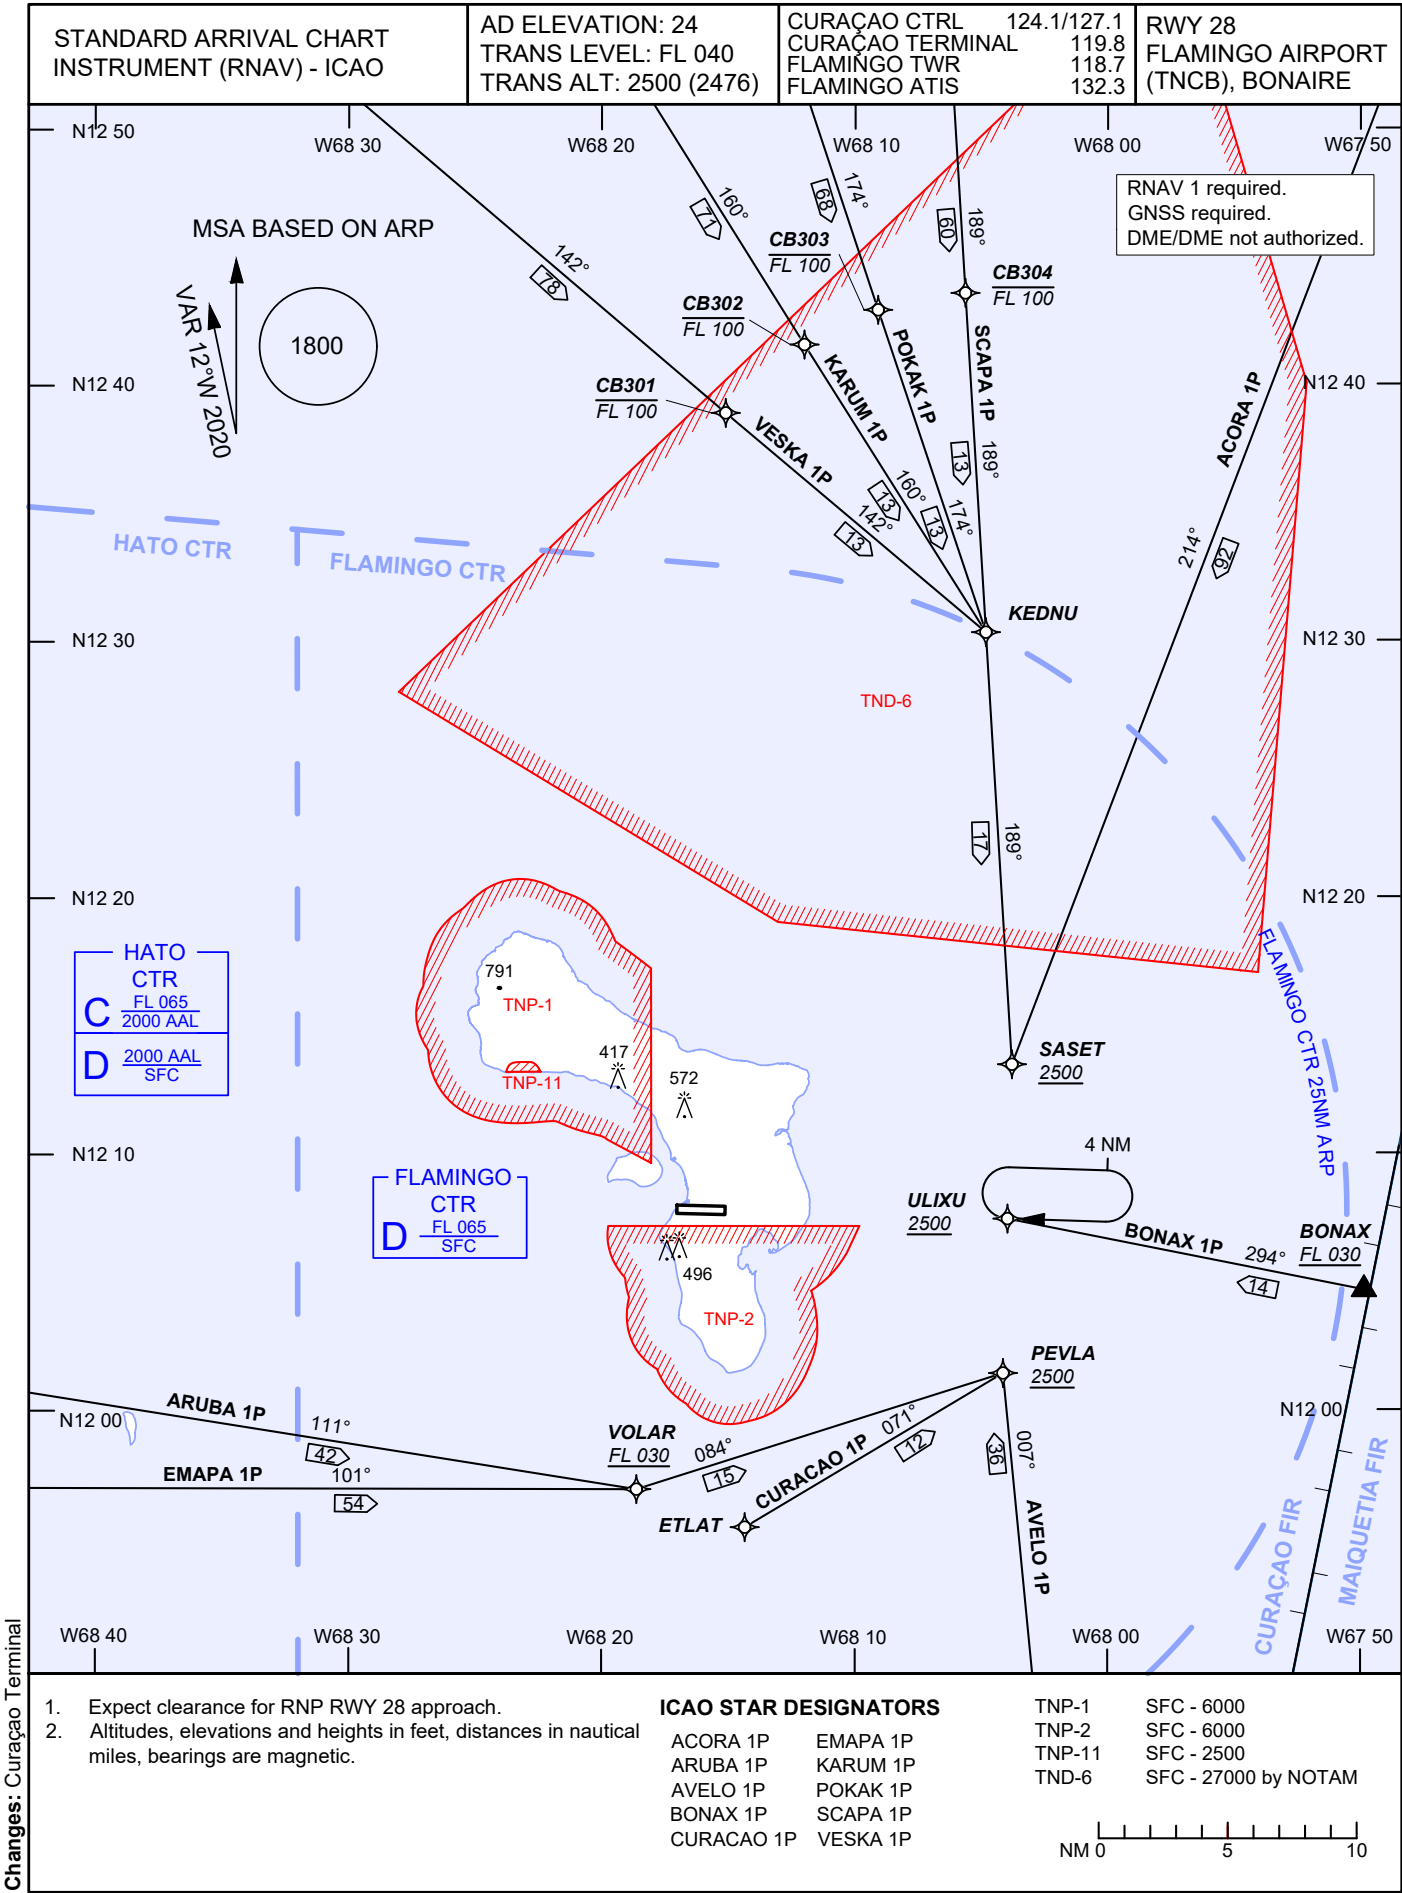 STANDARD ARRIVAL CHART
INSTRUMENT (RNAV) - ICAO
AD ELEVATION: 24
TRANS LEVEL: FL 040
TRANS ALT: 2500 (2476)
CURAÇAO CTRL 124.1/127.1
CURAÇAO TERMINAL 119.8
FLAMINGO TWR 118.7
FLAMINGO ATIS 132.3
RWY 28
FLAMINGO AIRPORT
(TNCB), BONAIRE
N12 50
W68 30
W68 20
W68 10
W68 00
W67 50
RNAV 1 required.
GNSS required.
DME/DME not authorized.
MSA BASED ON ARP
VAR 12°W 2020
1800
142°
78
160°
71
174°
68
189°
60
CB303
FL 100
CB304
FL 100
CB302
FL 100
CB301
FL 100
N12 40
N12 40
VESKA 1P
KARUM 1P
POKAK 1P
SCAPA 1P
ACORA 1P
142°
13
160°
13
174°
13
189°
13
214°
92
HATO CTR
FLAMINGO CTR
KEDNU
N12 30
N12 30
TND-6
189°
17
N12 20
N12 20
HATO
CTR
C FL 065
2000 AAL
D 2000 AAL
SFC
791
TNP-1
417
TNP-11
572
FLAMINGO CTR 25NM ARP
SASET
2500
N12 10
4 NM
FLAMINGO
CTR
D FL 065
SFC
ULIXU
2500
BONAX 1P
294°
14
BONAX
FL 030
496
TNP-2
PEVLA
2500
ARUBA 1P
111°
42
N12 00
N12 00
VOLAR
FL 030
084°
15
071°
12
CURACAO 1P
007°
36
EMAPA 1P
101°
54
ETLAT
AVELO 1P
CURAÇAO FIR
MAIQUETIA FIR
W68 40
W68 30
W68 20
W68 10
W68 00
W67 50
Changes: Curaçao Terminal
1. Expect clearance for RNP RWY 28 approach.
2. Altitudes, elevations and heights in feet, distances in nautical
miles, bearings are magnetic.
ICAO STAR DESIGNATORS
ACORA 1P EMAPA 1P
ARUBA 1P KARUM 1P
AVELO 1P POKAK 1P
BONAX 1P SCAPA 1P
CURACAO 1P VESKA 1P
TNP-1 SFC - 6000
TNP-2 SFC - 6000
TNP-11 SFC - 2500
TND-6 SFC - 27000 by NOTAM
NM 0 5 10